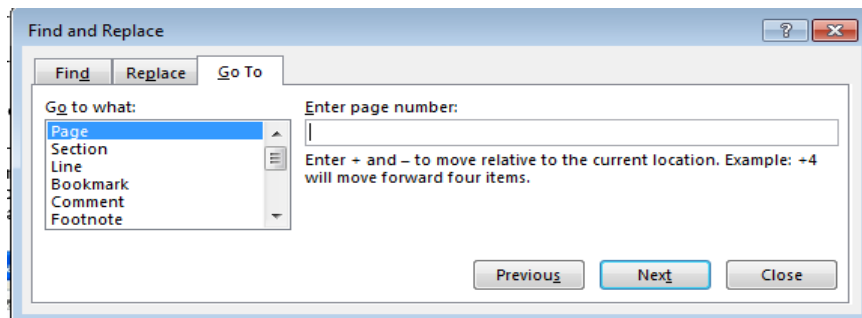 Find and Replace
Find Replace Go To
Go to what:
Page
Section
Line
Bookmark
Comment
Footnote
Enter page number:
Enter + and – to move relative to the current location. Example: +4
will move forward four items.
Previous Next Close